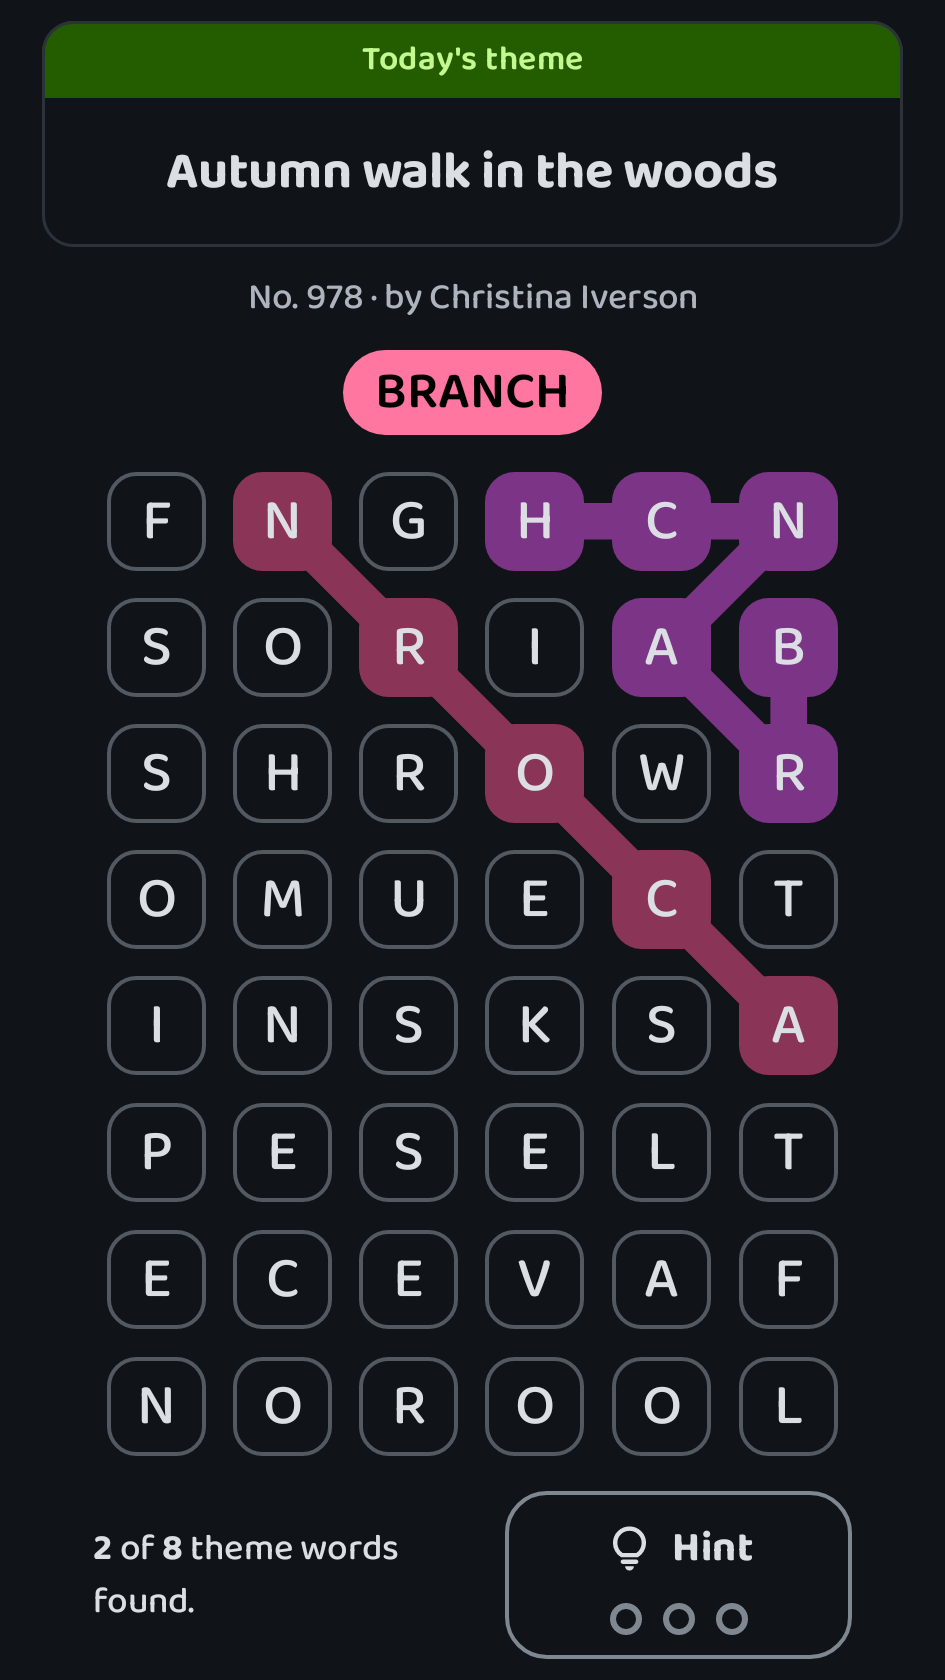 Today's theme
Autumn walk in the woods
No. 978 · by Christina Iverson
BRANCH
F N G H C N
S O R I A B
S H R O W R
O M U E C T
I N S K S A
P E S E L T
E C E V A F
N O R O O L
2 of 8 theme words
found.
Hint